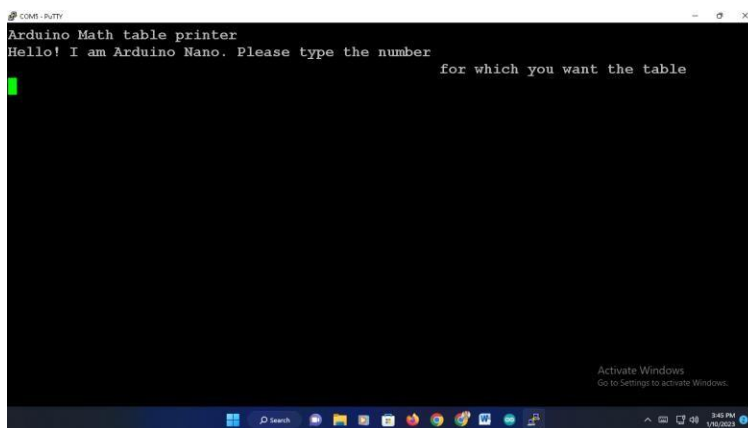 COM5 - PuTTY
Arduino Math table printer
Hello! I am Arduino Nano. Please type the number
for which you want the table
Activate Windows
Go to Settings to activate Windows.
Search
3:45 PM
1/10/2023